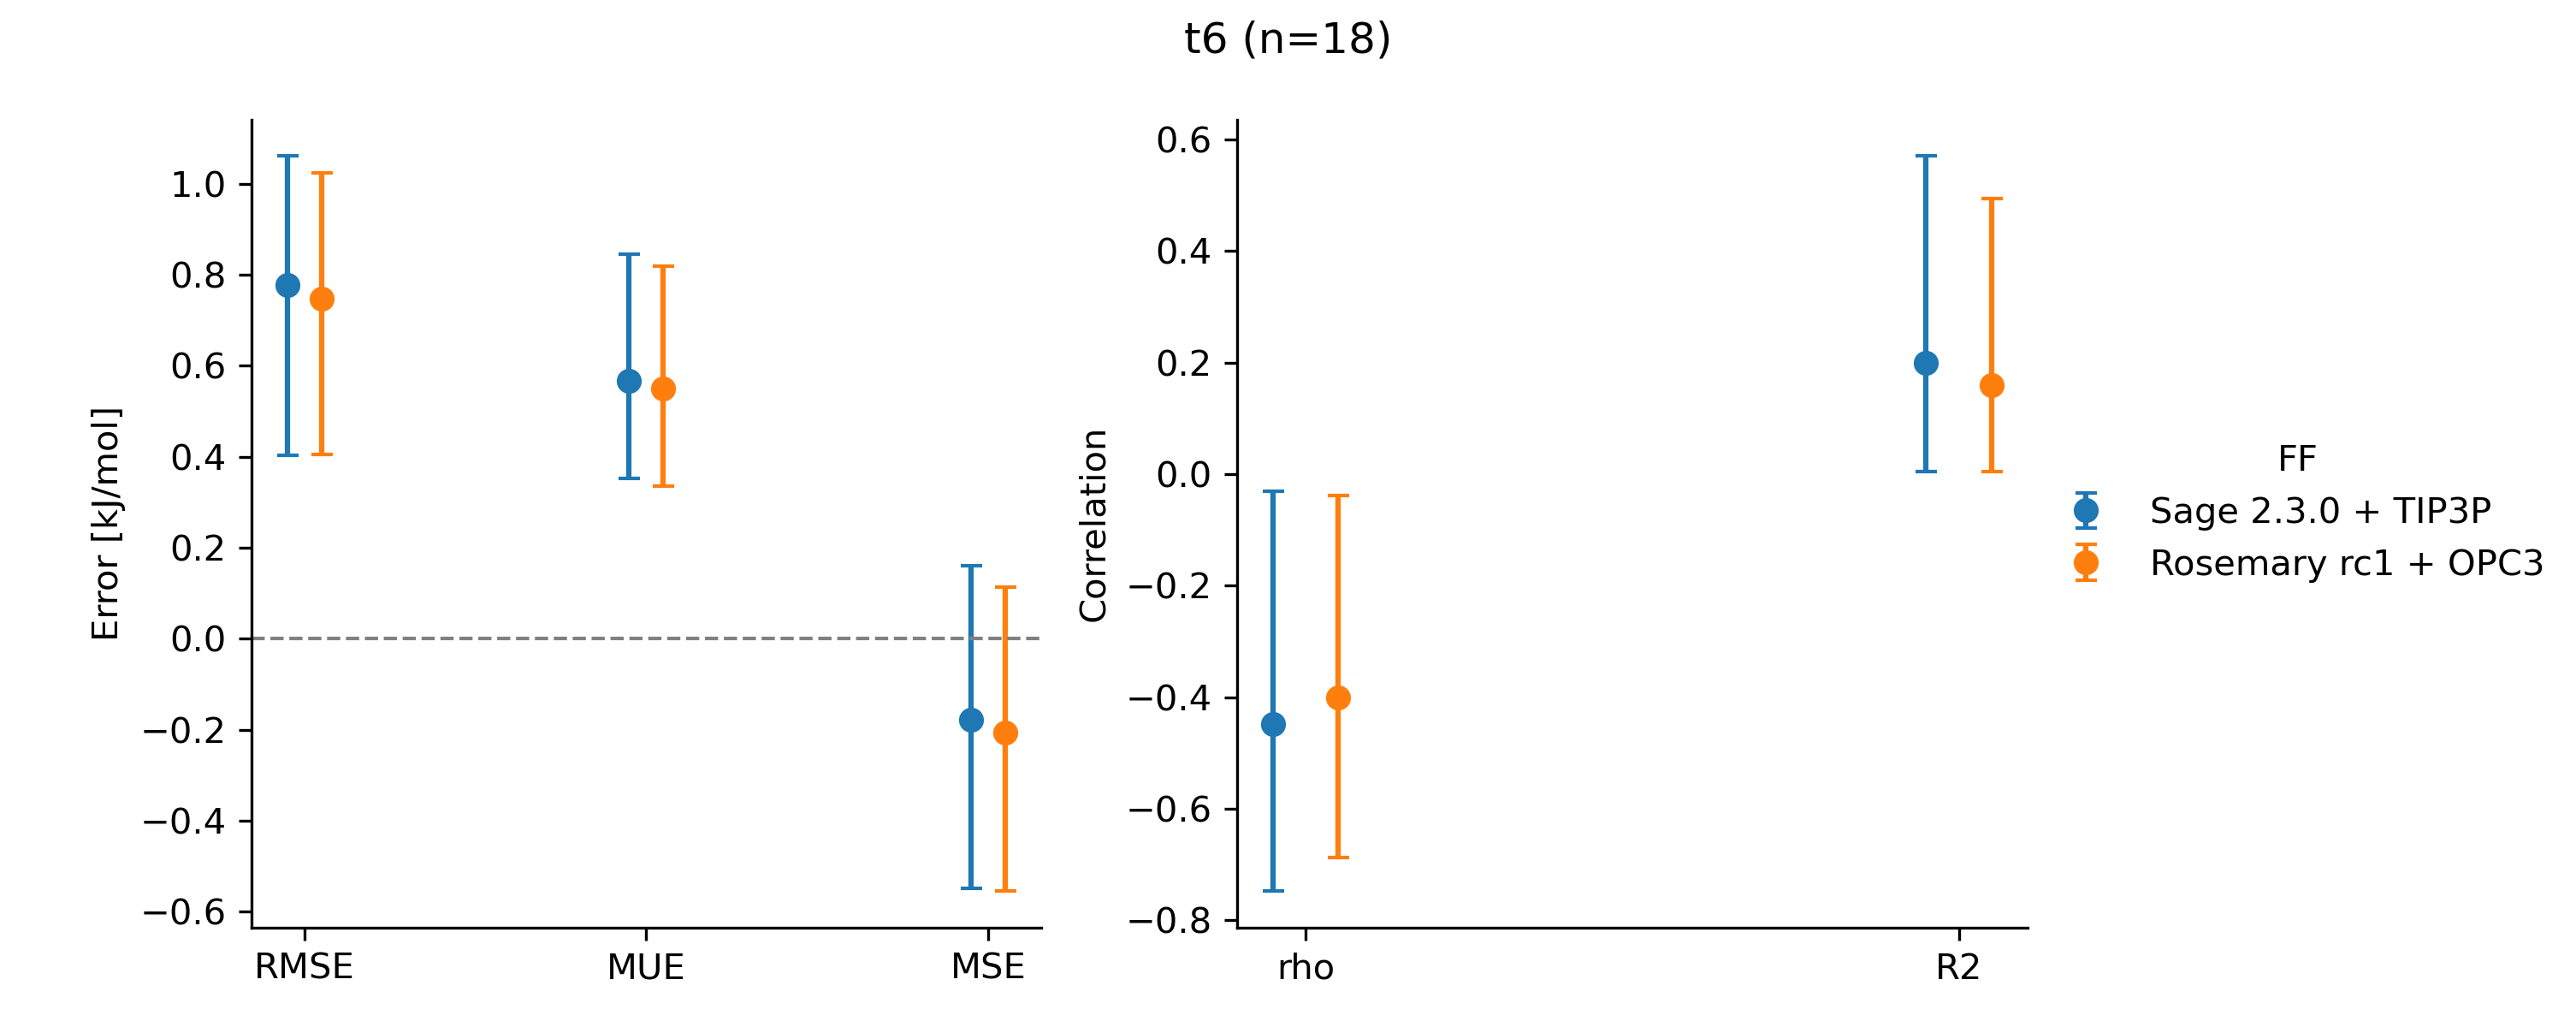 t6 (n=18)
Error [kJ/mol]
1.0
0.8
0.6
0.4
0.2
0.0
−0.2
−0.4
−0.6
RMSE MUE MSE
Correlation
0.6
0.4
0.2
0.0
−0.2
−0.4
−0.6
−0.8
rho R2
FF
Sage 2.3.0 + TIP3P
Rosemary rc1 + OPC3